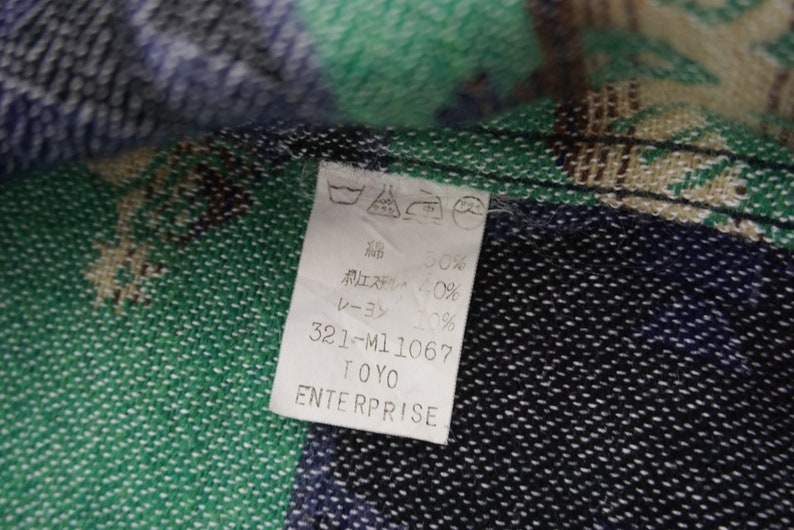 綿 50%
ポリエステル 40%
レーヨン 10%
321-M11067
TOYO
ENTERPRISE